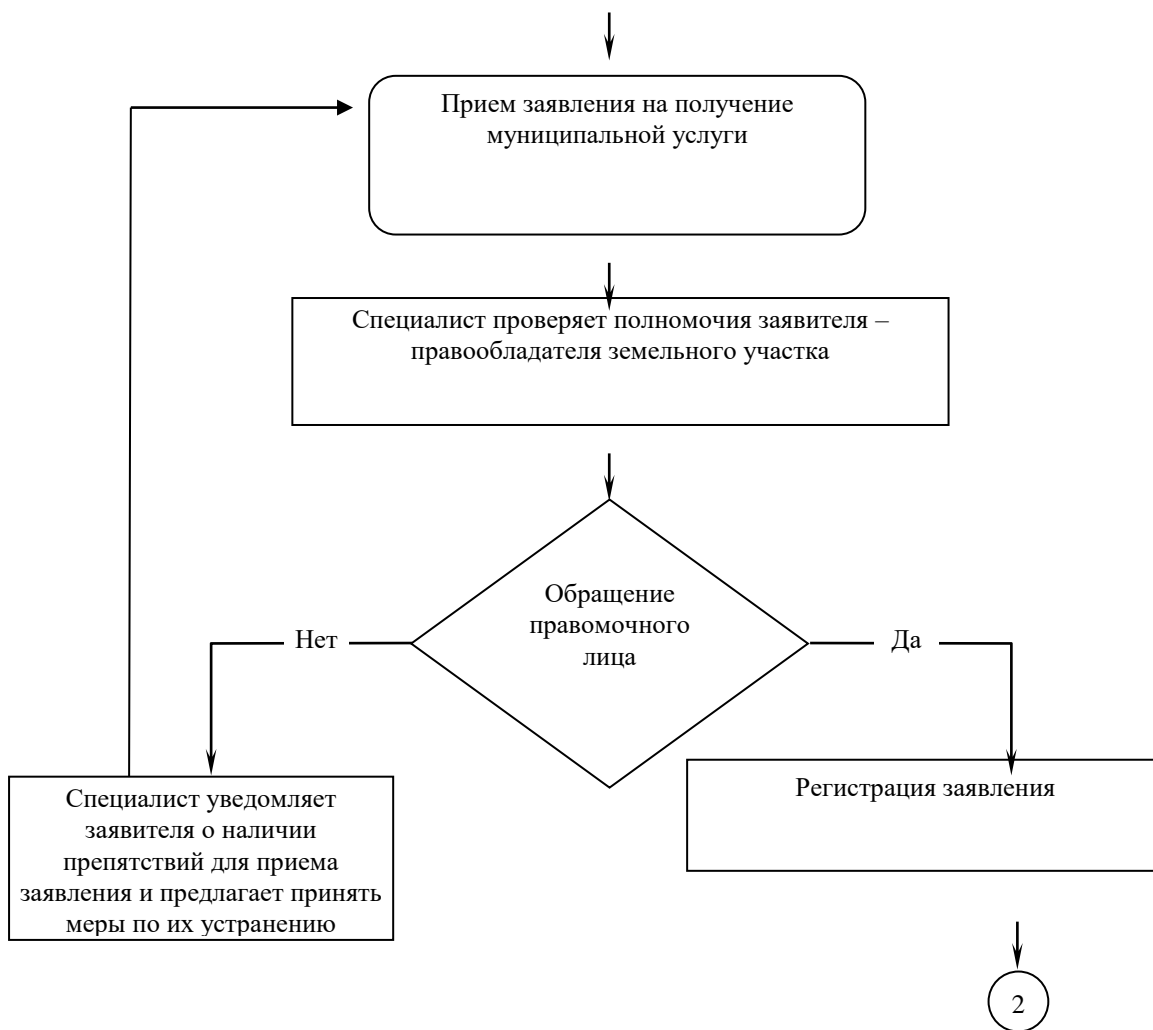 Прием заявления на получение
муниципальной услуги
Специалист проверяет полномочия заявителя –
правообладателя земельного участка
Обращение
правомочного
лица
Нет
Да
Специалист уведомляет
заявителя о наличии
препятствий для приема
заявления и предлагает принять
меры по их устранению
Регистрация заявления
2